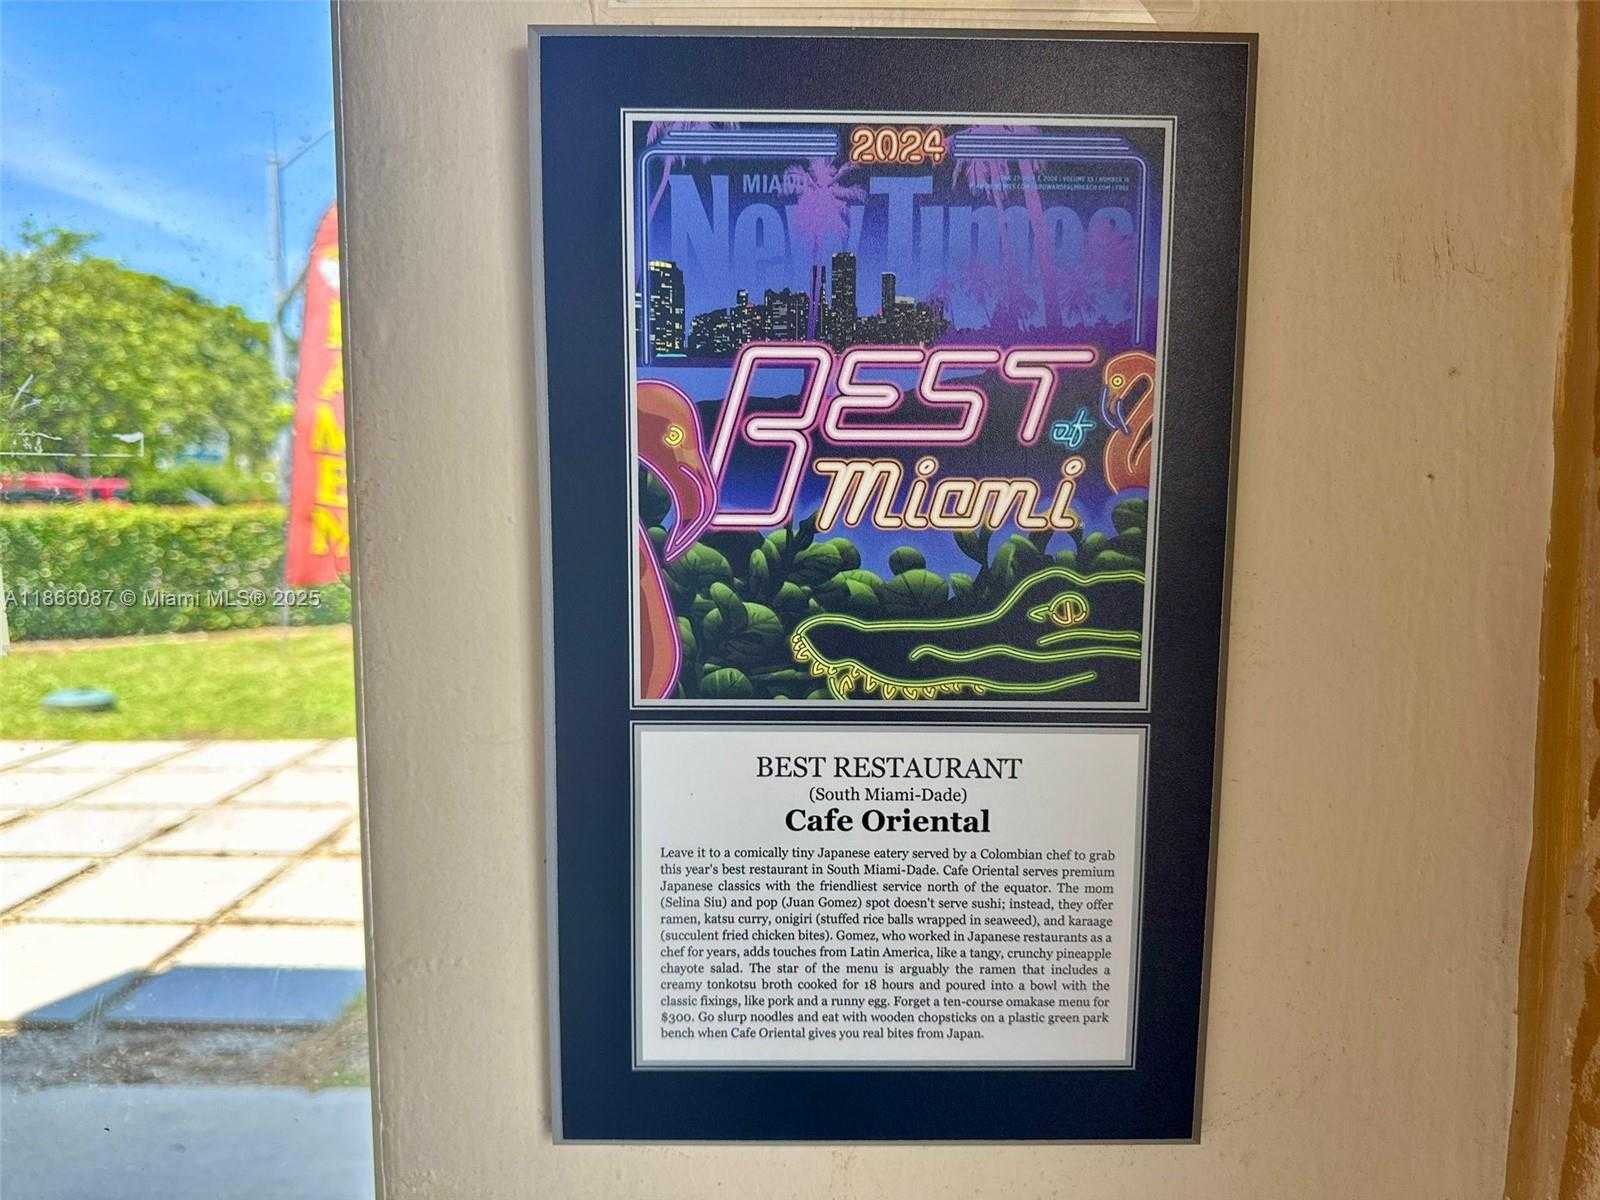 2024
MIAMI
New Times
BEST
of
Miami
RAMEN
A11866087 © Miami MLS® 2025
BEST RESTAURANT
(South Miami-Dade)
Cafe Oriental
Leave it to a comically tiny Japanese eatery served by a Colombian chef to grab
this year's best restaurant in South Miami-Dade. Cafe Oriental serves premium
Japanese classics with the friendliest service north of the equator. The mom
(Selina Siu) and pop (Juan Gomez) spot doesn't serve sushi; instead, they offer
ramen, katsu curry, onigiri (stuffed rice balls wrapped in seaweed), and karaage
(succulent fried chicken bites). Gomez, who worked in Japanese restaurants as a
chef for years, adds touches from Latin America, like a tangy, crunchy pineapple
chayote salad. The star of the menu is arguably the ramen that includes a
creamy tonkotsu broth cooked for 18 hours and poured into a bowl with the
classic fixings, like pork and a runny egg. Forget a ten-course omakase menu for
$300. Go slurp noodles and eat with wooden chopsticks on a plastic green park
bench when Cafe Oriental gives you real bites from Japan.